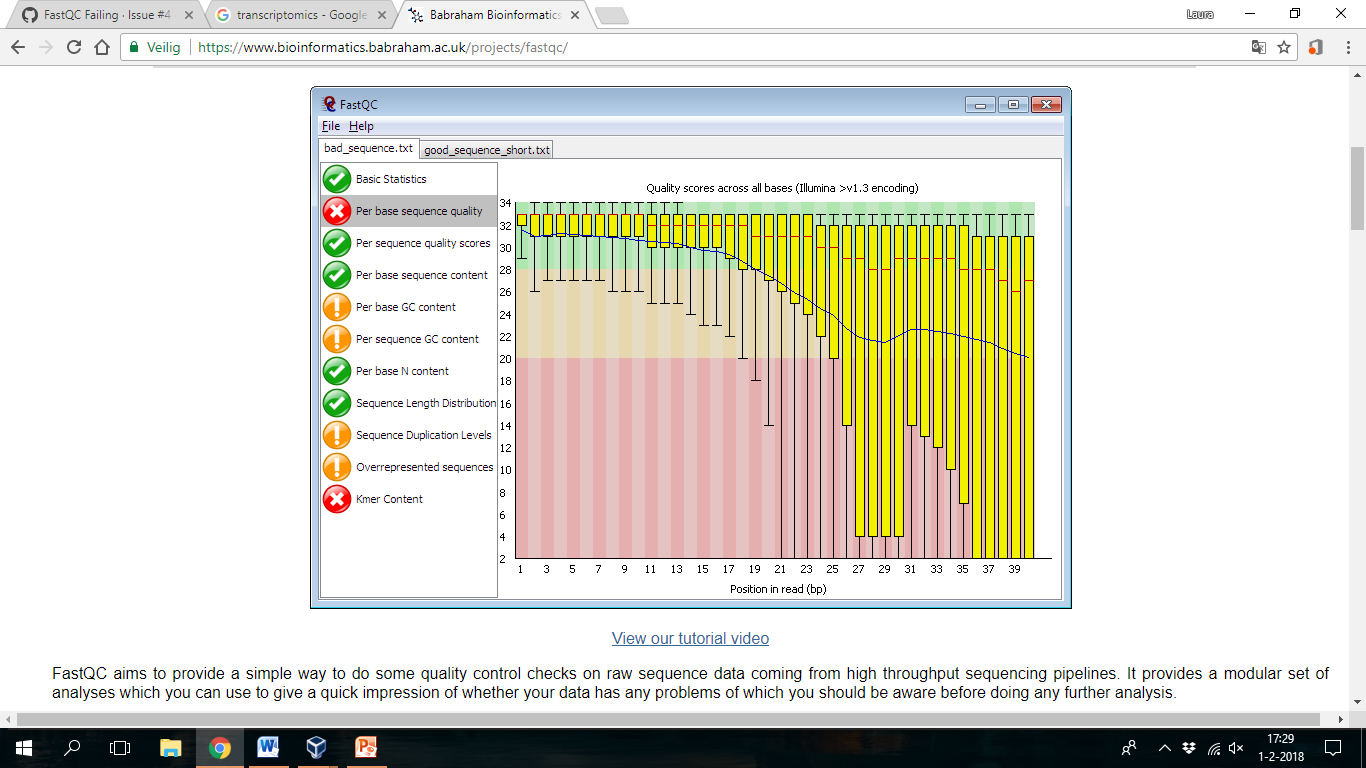 FastQC Failing · Issue #4
transcriptomics - Google
Babraham Bioinformatics
Laura
Veilig
https://www.bioinformatics.babraham.ac.uk/projects/fastqc/
FastQC
File Help
bad_sequence.txt
good_sequence_short.txt
Basic Statistics
Per base sequence quality
Per sequence quality scores
Per base sequence content
Per base GC content
Per sequence GC content
Per base N content
Sequence Length Distribution
Sequence Duplication Levels
Overrepresented sequences
Kmer Content
Quality scores across all bases (Illumina >v1.3 encoding)
34
32
30
28
26
24
22
20
18
16
14
12
10
8
6
4
2
1 3 5 7 9 11 13 15 17 19 21 23 25 27 29 31 33 35 37 39
Position in read (bp)
View our tutorial video
FastQC aims to provide a simple way to do some quality control checks on raw sequence data coming from high throughput sequencing pipelines. It provides a modular set of
analyses which you can use to give a quick impression of whether your data has any problems of which you should be aware before doing any further analysis.
17:29
1-2-2018